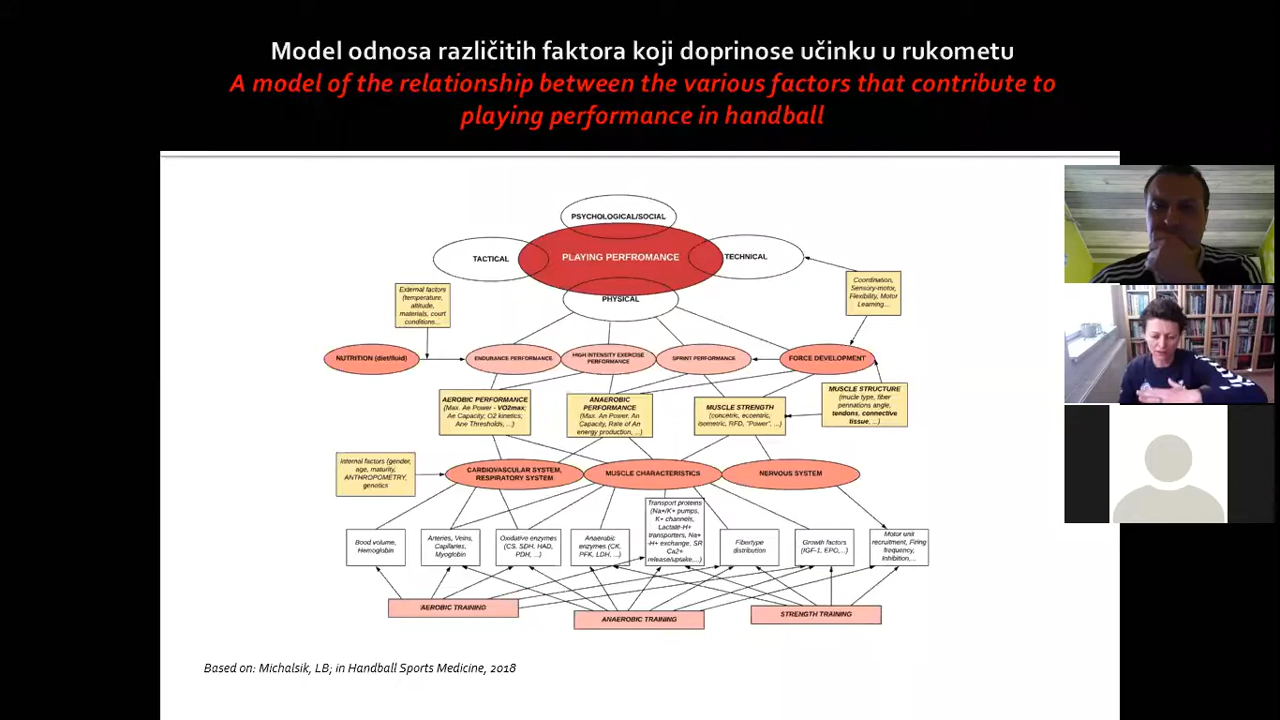 Model odnosa različitih faktora koji doprinose učinku u rukometu
A model of the relationship between the various factors that contribute to
playing performance in handball
PSYCHOLOGICAL/SOCIAL
TACTICAL
PLAYING PERFROMANCE
TECHNICAL
PHYSICAL
External factors
(temperature,
altitude,
materials, court
conditions...
Coordination,
Sensory-motor,
Flexibility, Motor
Learning...
NUTRITION (diet/fluid)
ENDURANCE PERFORMANCE
HIGH INTENSITY EXERCISE
PERFORMANCE
SPRINT PERFORMANCE
FORCE DEVELOPMENT
AEROBIC PERFORMANCE
(Max. Ae Power - VO2max;
Ae Capacity; O2 kinetics;
Ane Thresholds, ...)
ANAEROBIC
PERFORMANCE
(Max. An Power. An
Capacity, Rate of An
energy production, ...)
MUSCLE STRENGTH
(concetric, eccentric,
isometric, RFD, "Power", ...)
MUSCLE STRUCTURE
(mucle type, fiber
pennations angle,
tendons, connective
tissue, ...)
Internal factors (gender,
age, maturity,
ANTHROPOMETRY,
genetics
CARDIOVASCULAR SYSTEM,
RESPIRATORY SYSTEM
MUSCLE CHARACTERISTICS
NERVOUS SYSTEM
Bood volume,
Hemoglobin
Arteries, Veins,
Capilaries,
Myoglobin
Oxidative enzymes
(CS, SDH, HAD,
PDH, ...)
Anaerobic
enzymes (CK,
PFK, LDH, ...)
Transport proteins
(Na+/K+ pumps,
K+ channels,
Lactate-H+
transporters, Na+
-H+ exchange, SR
Ca2+
release/uptake,...)
Fibertype
distribution
Growth factors
(IGF-1, EPO,...)
Motor unit
recruitment, Firing
frequency,
Inhibition,...
AEROBIC TRAININD
ANAEROBIC TRAINING
STRENGTH TRAINING
Based on: Michalsik, LB; in Handball Sports Medicine, 2018